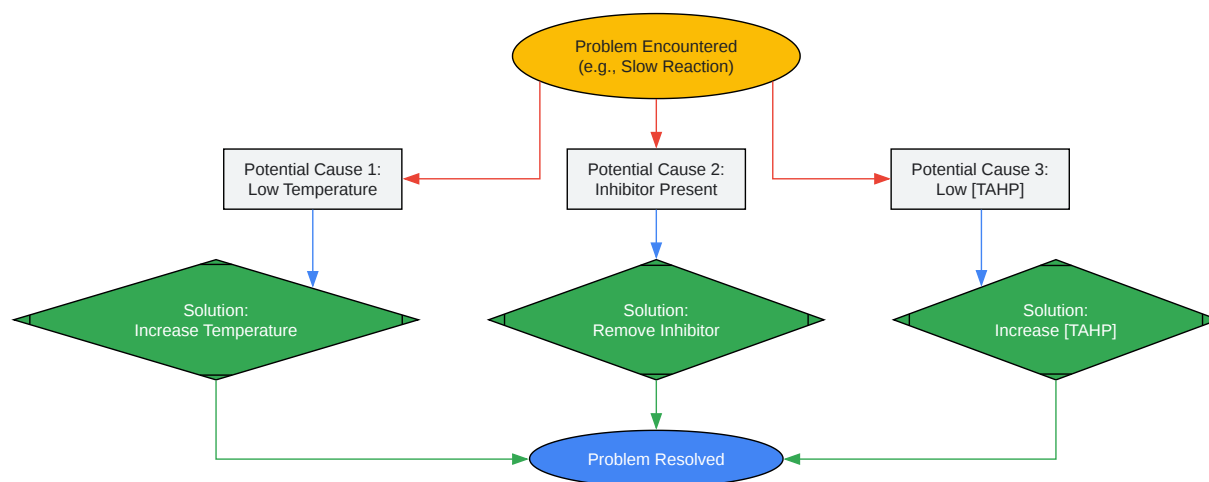 Problem Encountered
(e.g., Slow Reaction)
Potential Cause 1:
Low Temperature
Potential Cause 2:
Inhibitor Present
Potential Cause 3:
Low [TAHP]
Solution:
Increase Temperature
Solution:
Remove Inhibitor
Solution:
Increase [TAHP]
Problem Resolved